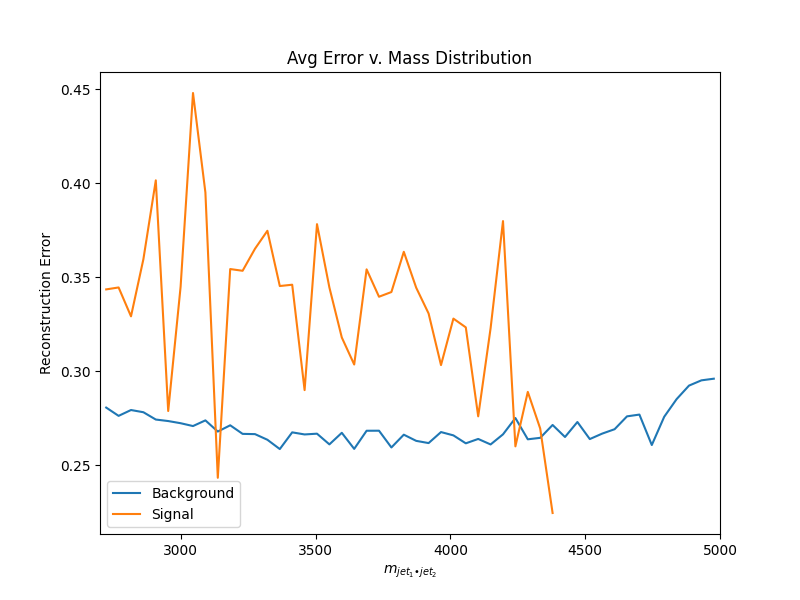 Avg Error v. Mass Distribution
0.45
0.40
0.35
0.30
0.25
Reconstruction Error
Background
Signal
3000 3500 4000 4500 5000
m_{jet_1•jet_2}